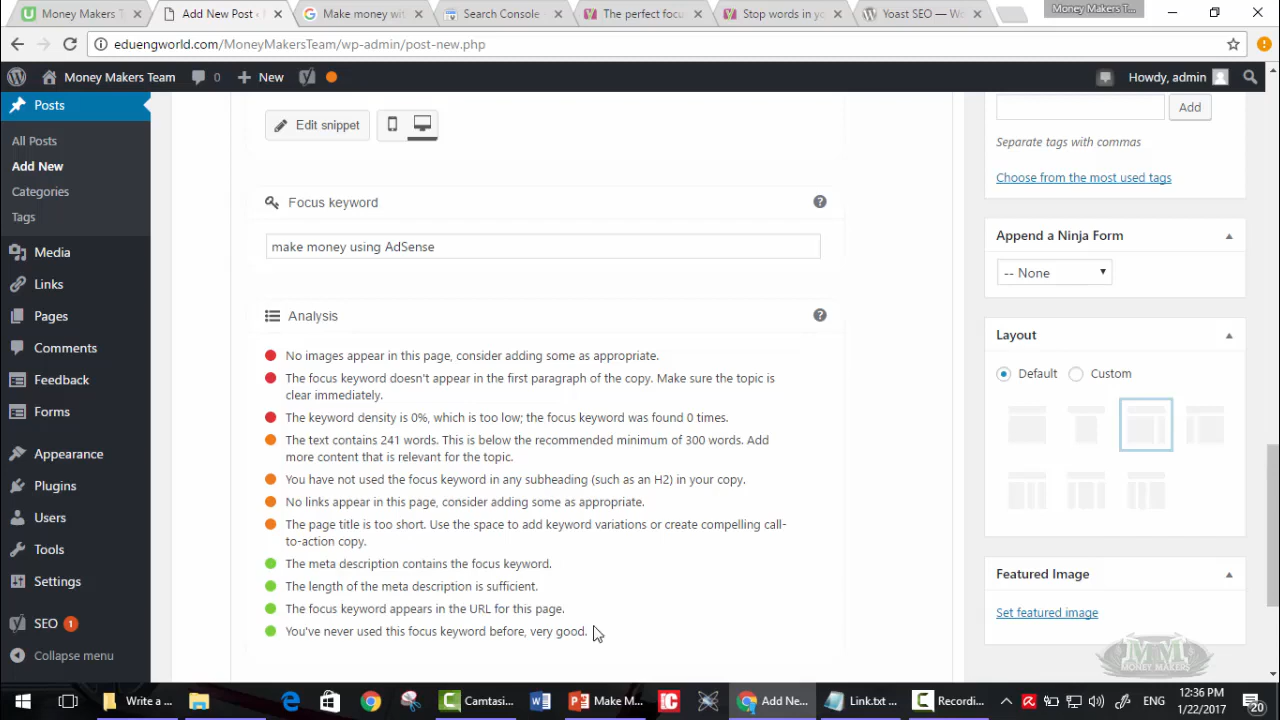 Money Makers T
Add New Post ‹
Make money wit
Search Console
The perfect focu
Stop words in yo
Yoast SEO — Wo
Money Makers T...
eduengworld.com/MoneyMakersTeam/wp-admin/post-new.php
Money Makers Team
0
New
Howdy, admin
Posts
All Posts
Add New
Categories
Tags
Media
Links
Pages
Comments
Feedback
Forms
Appearance
Plugins
Users
Tools
Settings
SEO 1
Collapse menu
Edit snippet
Focus keyword
make money using AdSense
Analysis
No images appear in this page, consider adding some as appropriate.
The focus keyword doesn't appear in the first paragraph of the copy. Make sure the topic is
clear immediately.
The keyword density is 0%, which is too low; the focus keyword was found 0 times.
The text contains 241 words. This is below the recommended minimum of 300 words. Add
more content that is relevant for the topic.
You have not used the focus keyword in any subheading (such as an H2) in your copy.
No links appear in this page, consider adding some as appropriate.
The page title is too short. Use the space to add keyword variations or create compelling call-
to-action copy.
The meta description contains the focus keyword.
The length of the meta description is sufficient.
The focus keyword appears in the URL for this page.
You've never used this focus keyword before, very good.
Add
Separate tags with commas
Choose from the most used tags
Append a Ninja Form
-- None
Layout
Default
Custom
Featured Image
Set featured image
MM
MONEY MAKERS
Write a ...
Camtasi...
Make M...
Add Ne...
Link.txt ...
Recordi...
ENG
12:36 PM
1/22/2017
20